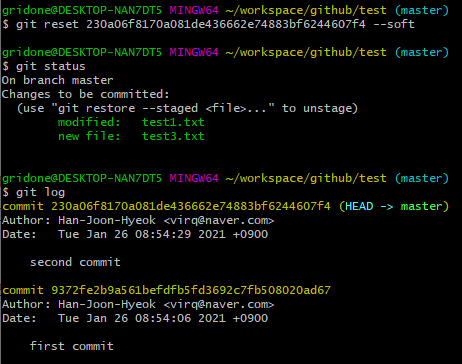 gridone@DESKTOP-NAN7DT5 MINGW64 ~/workspace/github/test (master)
$ git reset 230a06f8170a081de436662e74883bf6244607f4 --soft
gridone@DESKTOP-NAN7DT5 MINGW64 ~/workspace/github/test (master)
$ git status
On branch master
Changes to be committed:
  (use "git restore --staged <file>..." to unstage)
        modified:   test1.txt
        new file:   test3.txt
gridone@DESKTOP-NAN7DT5 MINGW64 ~/workspace/github/test (master)
$ git log
commit 230a06f8170a081de436662e74883bf6244607f4 (HEAD -> master)
Author: Han-Joon-Hyeok <virq@naver.com>
Date:   Tue Jan 26 08:54:29 2021 +0900
    second commit
commit 9372fe2b9a561befdfb5fd3692c7fb508020ad67
Author: Han-Joon-Hyeok <virq@naver.com>
Date:   Tue Jan 26 08:54:06 2021 +0900
    first commit